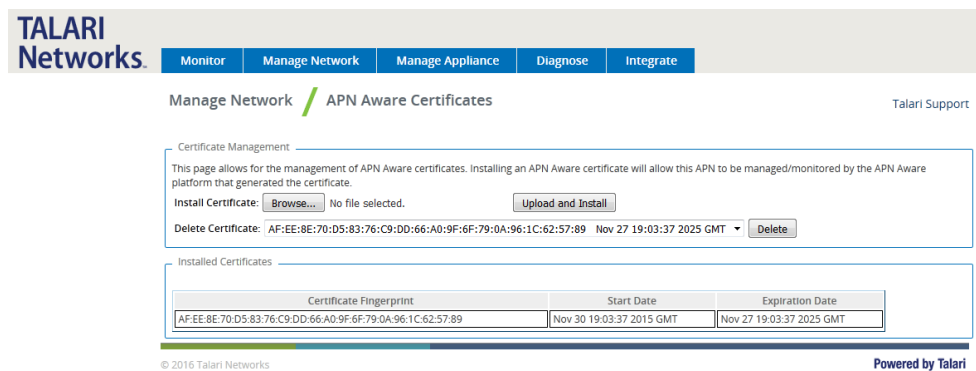 TALARI
Networks
Monitor Manage Network Manage Appliance Diagnose Integrate
Manage Network / APN Aware Certificates
Talari Support
Certificate Management
This page allows for the management of APN Aware certificates. Installing an APN Aware certificate will allow this APN to be managed/monitored by the APN Aware
platform that generated the certificate.
Install Certificate: Browse... No file selected. Upload and Install
Delete Certificate: AF:EE:8E:70:D5:83:76:C9:DD:66:A0:9F:6F:79:0A:96:1C:62:57:89 Nov 27 19:03:37 2025 GMT Delete
Installed Certificates
Certificate Fingerprint Start Date Expiration Date
AF:EE:8E:70:D5:83:76:C9:DD:66:A0:9F:6F:79:0A:96:1C:62:57:89 Nov 30 19:03:37 2015 GMT Nov 27 19:03:37 2025 GMT
© 2016 Talari Networks
Powered by Talari